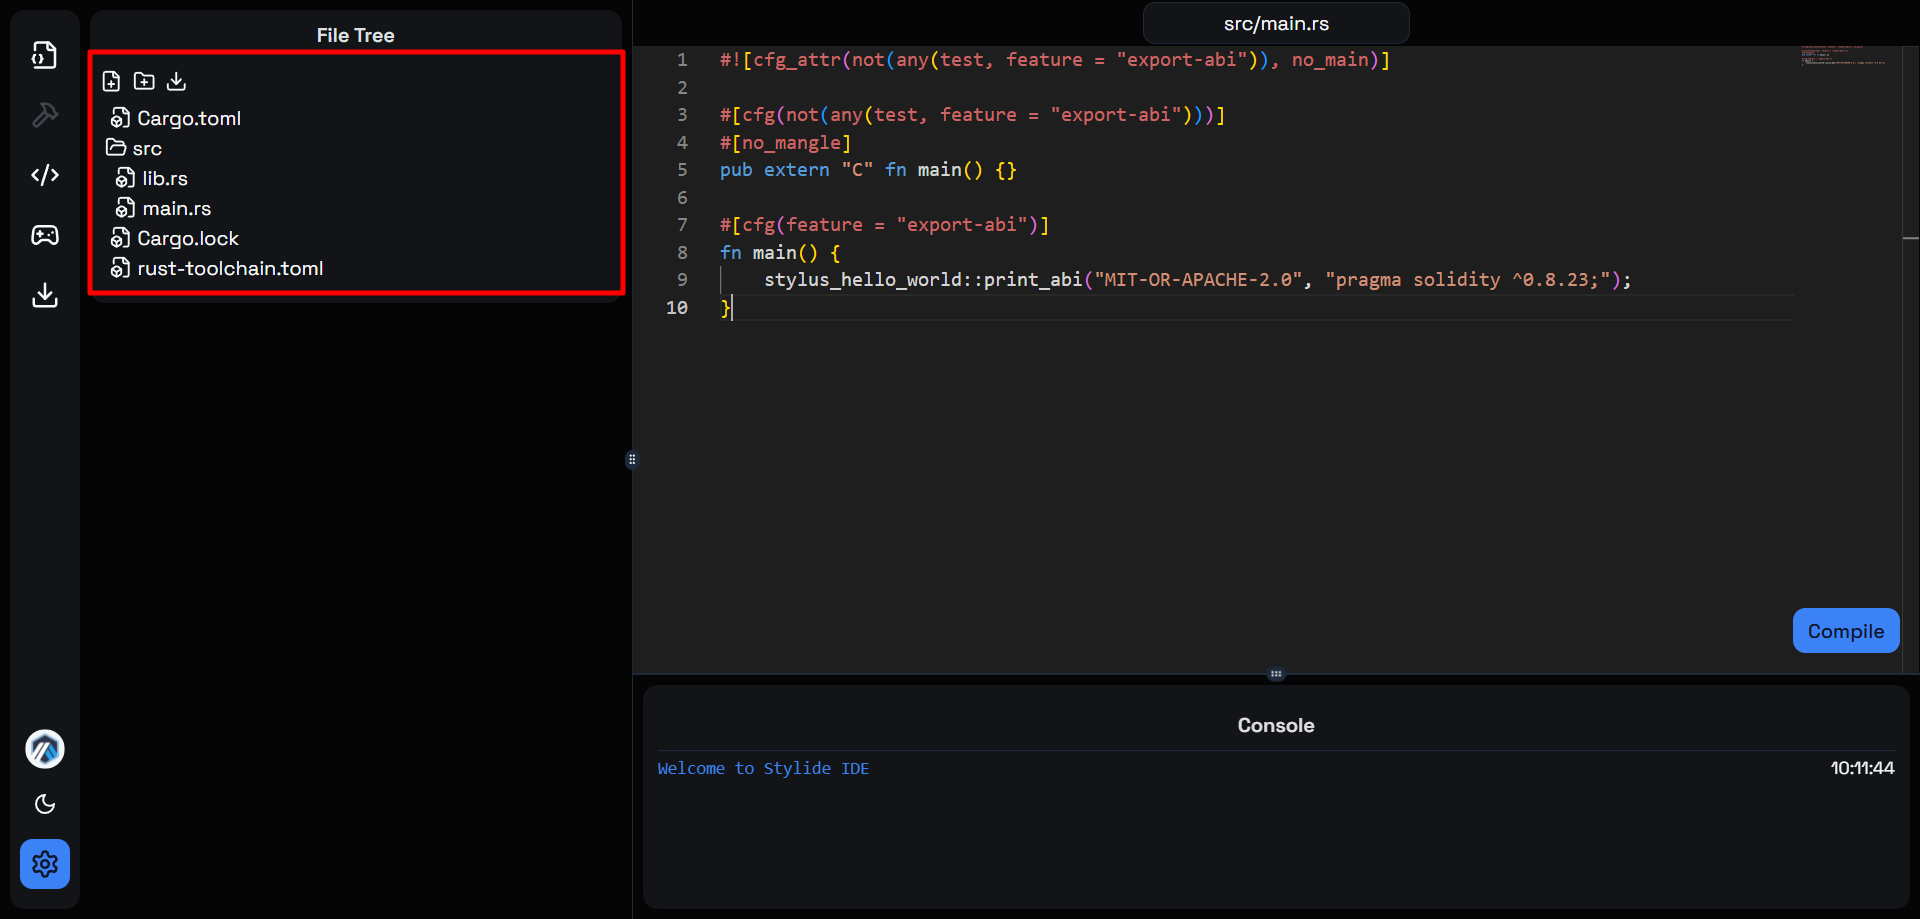 File Tree
Cargo.toml
src
lib.rs
main.rs
Cargo.lock
rust-toolchain.toml
src/main.rs
1 #![cfg_attr(not(any(test, feature = "export-abi")), no_main)]
2
3 #[cfg(not(any(test, feature = "export-abi")))]
4 #[no_mangle]
5 pub extern "C" fn main() {}
6
7 #[cfg(feature = "export-abi")]
8 fn main() {
9     stylus_hello_world::print_abi("MIT-OR-APACHE-2.0", "pragma solidity ^0.8.23;");
10 }
Compile
Console
Welcome to Stylide IDE 10:11:44